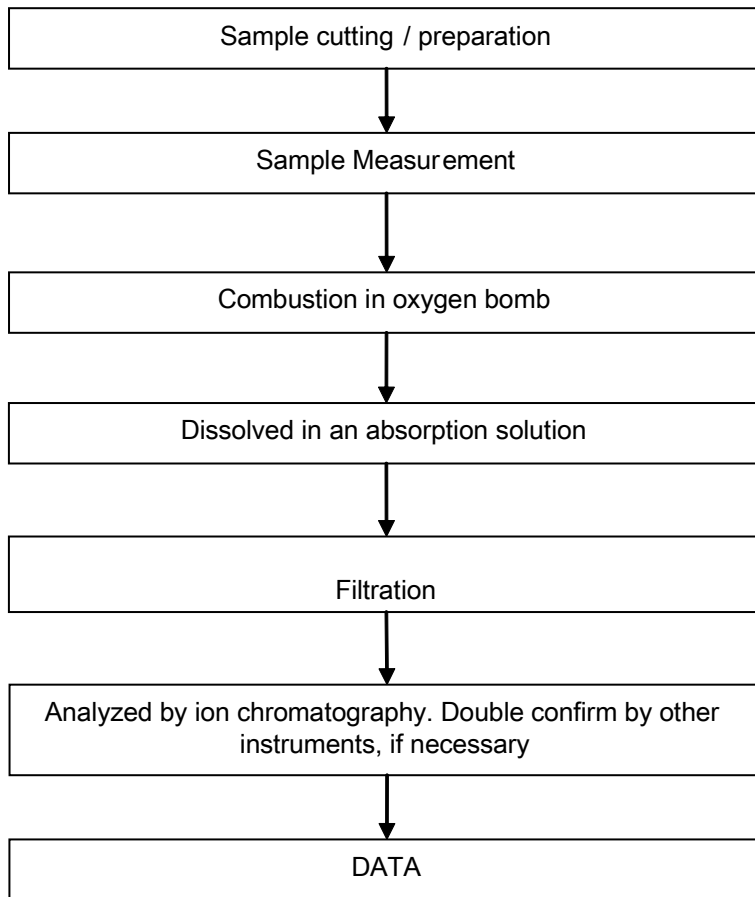 Sample cutting / preparation
Sample Measurement
Combustion in oxygen bomb
Dissolved in an absorption solution
Filtration
Analyzed by ion chromatography. Double confirm by other
instruments, if necessary
DATA